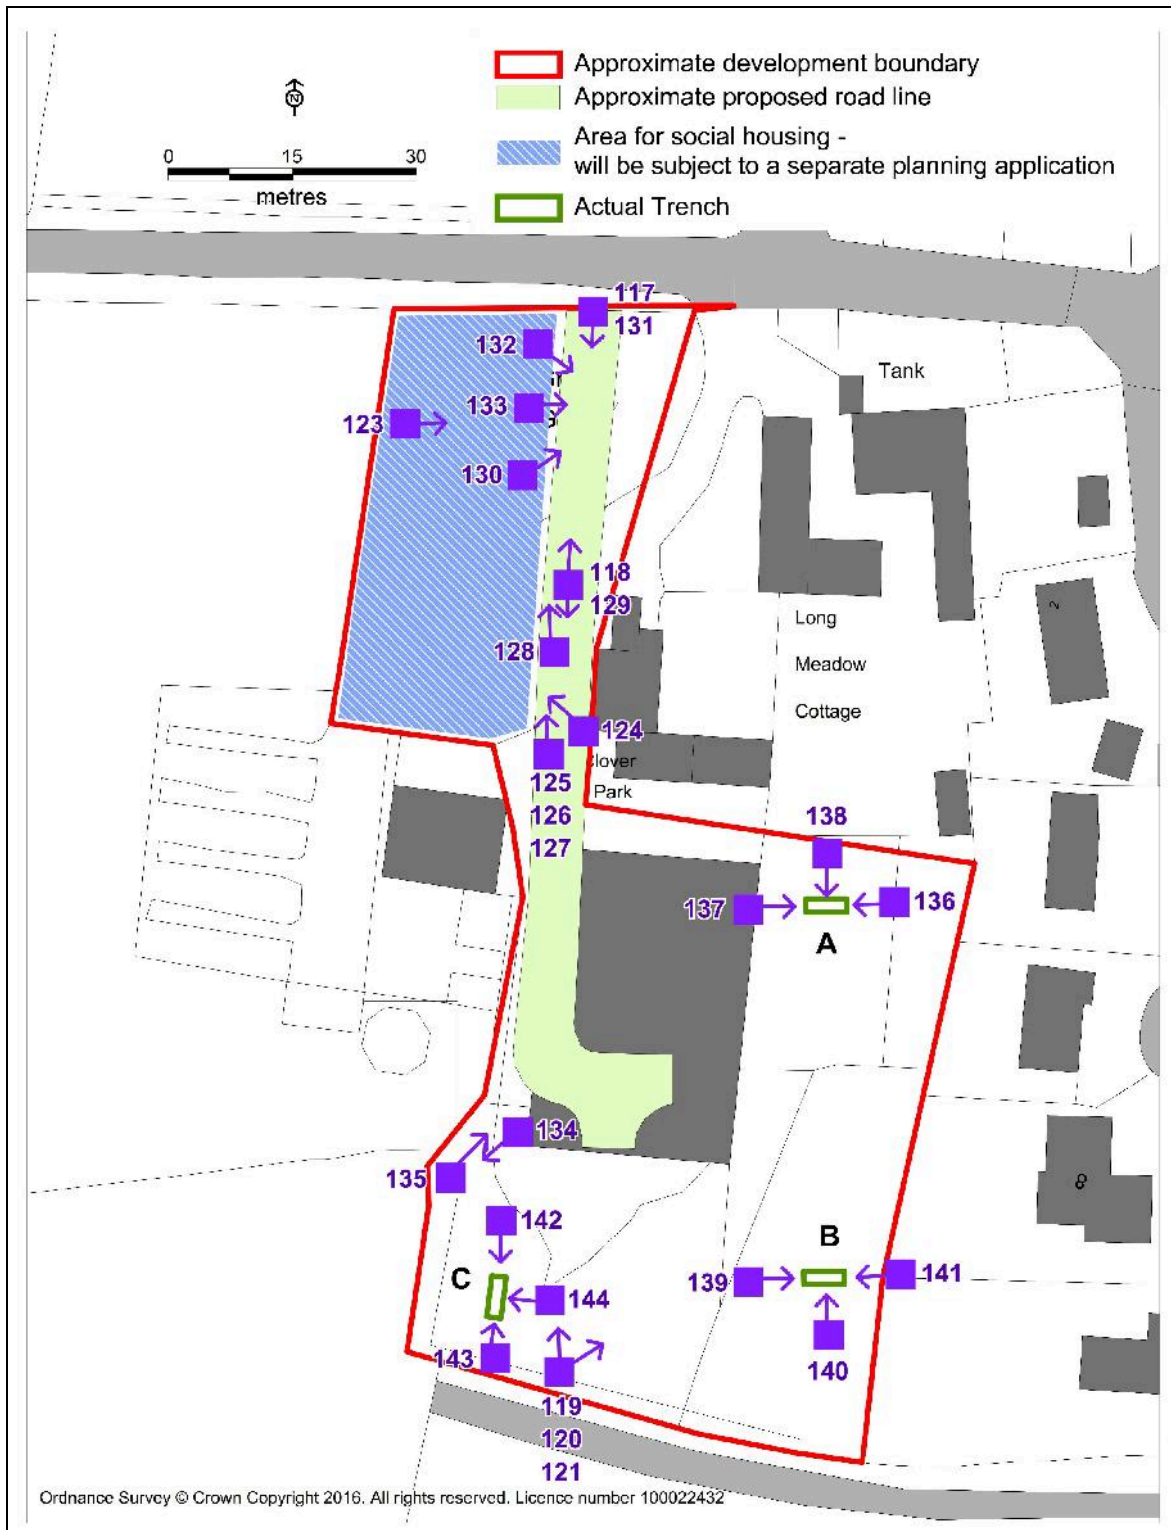 Approximate development boundary
Approximate proposed road line
Area for social housing -
will be subject to a separate planning application
Actual Trench
N
0 15 30
metres
117
131
132
133
123
130
Tank
118
129
128
Long
Meadow
Cottage
2
124
125
126
127
Clover
Park
138
137
136
A
134
135
142
C
144
143
B
139
141
140
8
119
120
121
Ordnance Survey © Crown Copyright 2016. All rights reserved. Licence number 100022432